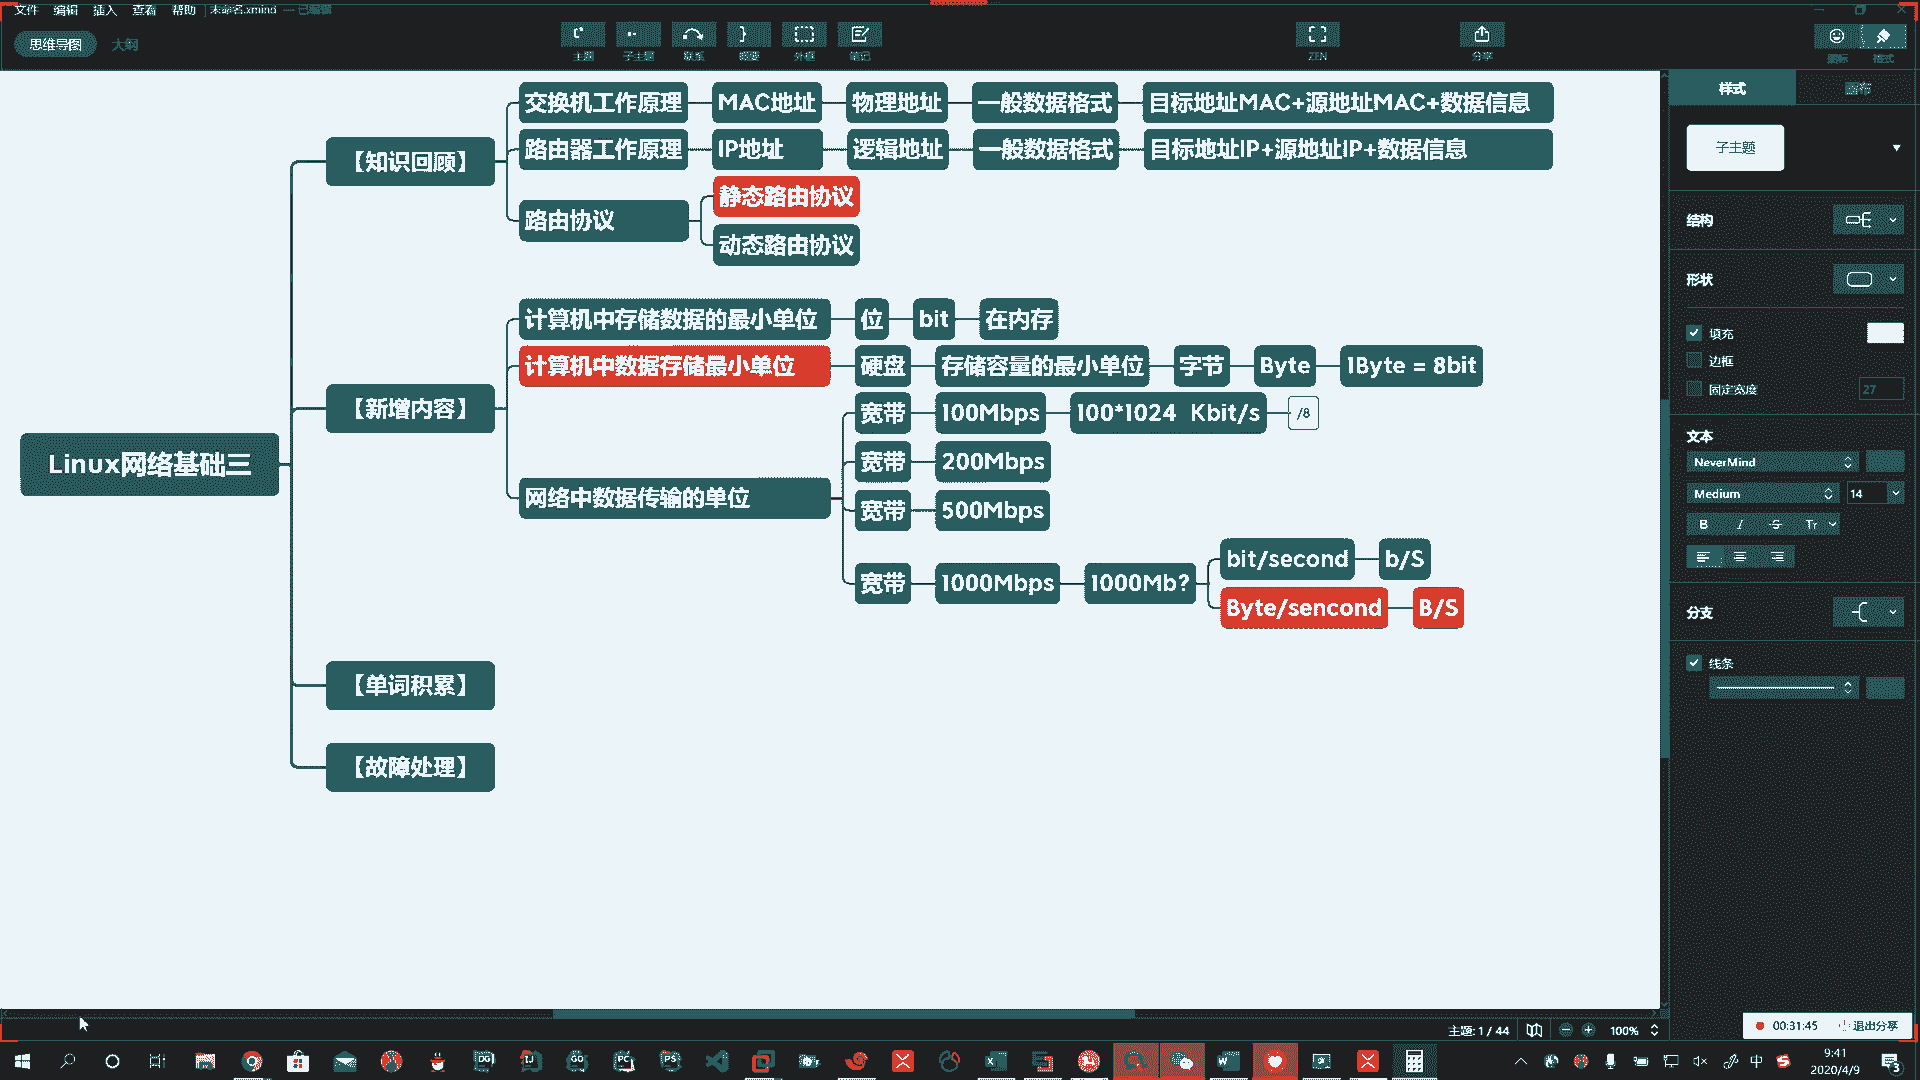 文件 编辑 插入 查看 帮助 未命名.xmind — 已编辑
思维导图 大纲
主题 子主题 联系 概要 外框 笔记 ZEN 分享 图标 格式
Linux网络基础三
【知识回顾】
交换机工作原理 MAC地址 物理地址 一般数据格式 目标地址MAC+源地址MAC+数据信息
路由器工作原理 IP地址 逻辑地址 一般数据格式 目标地址IP+源地址IP+数据信息
路由协议
静态路由协议
动态路由协议
【新增内容】
计算机中存储数据的最小单位 位 bit 在内存
计算机中数据存储最小单位 硬盘 存储容量的最小单位 字节 Byte 1Byte = 8bit
网络中数据传输的单位
宽带 100Mbps 100*1024 Kbit/s /8
宽带 200Mbps
宽带 500Mbps
宽带 1000Mbps 1000Mb?
bit/second b/S
Byte/sencond B/S
【单词积累】
【故障处理】
样式 画布
子主题
结构
形状
填充
边框
固定宽度 27
文本
NeverMind
Medium 14
B I S Tr
分支
线条
主题: 1 / 44 100%
00:31:45 退出分享
DG IJ GO PC PS
中
9:41
2020/4/9
3